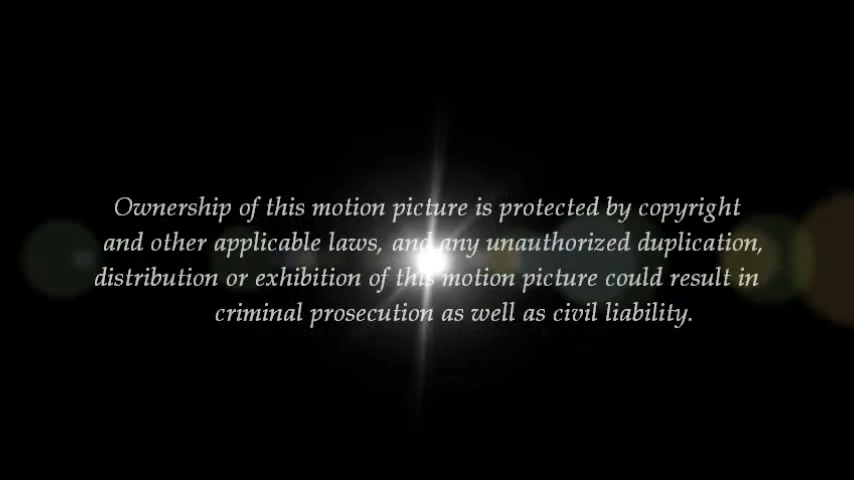 Ownership of this motion picture is protected by copyright
and other applicable laws, and any unauthorized duplication,
distribution or exhibition of this motion picture could result in
criminal prosecution as well as civil liability.